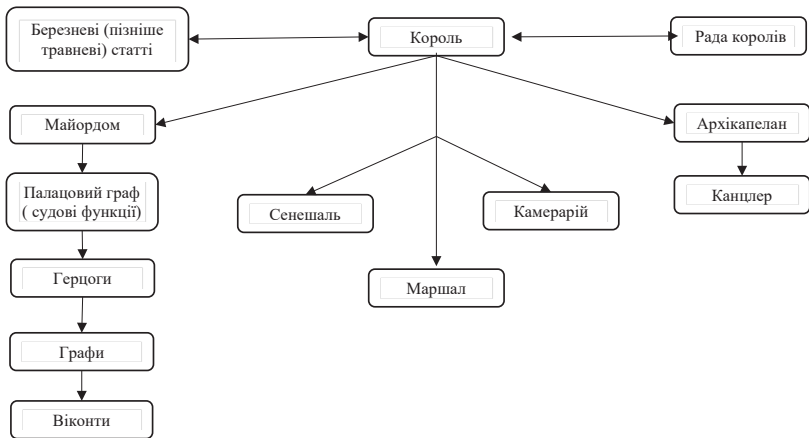 Березневі (пізніше
травневі) статті
Король
Рада королів
Майордом
Архікапелан
Палацовий граф
( судові функції)
Сенешаль
Камерарій
Канцлер
Герцоги
Маршал
Графи
Віконти